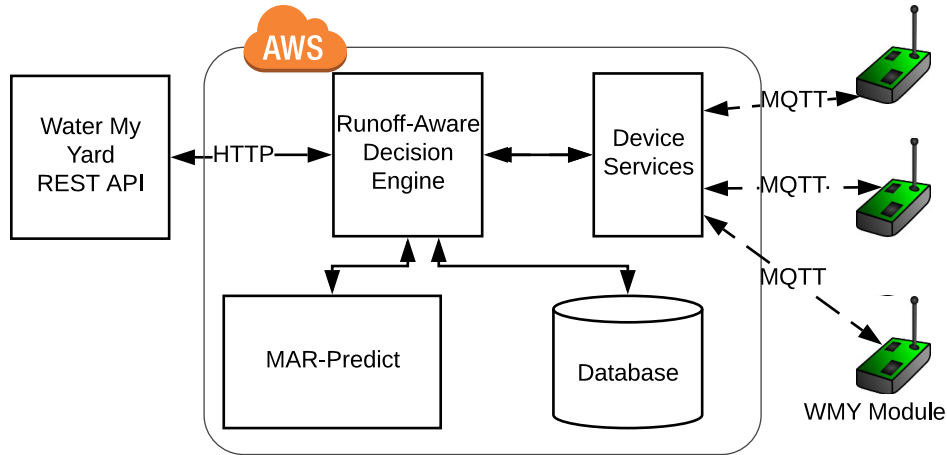 AWS
Water My
Yard
REST API
HTTP
Runoff-Aware
Decision
Engine
Device
Services
MQTT
MQTT
MQTT
MAR-Predict
Database
WMY Module